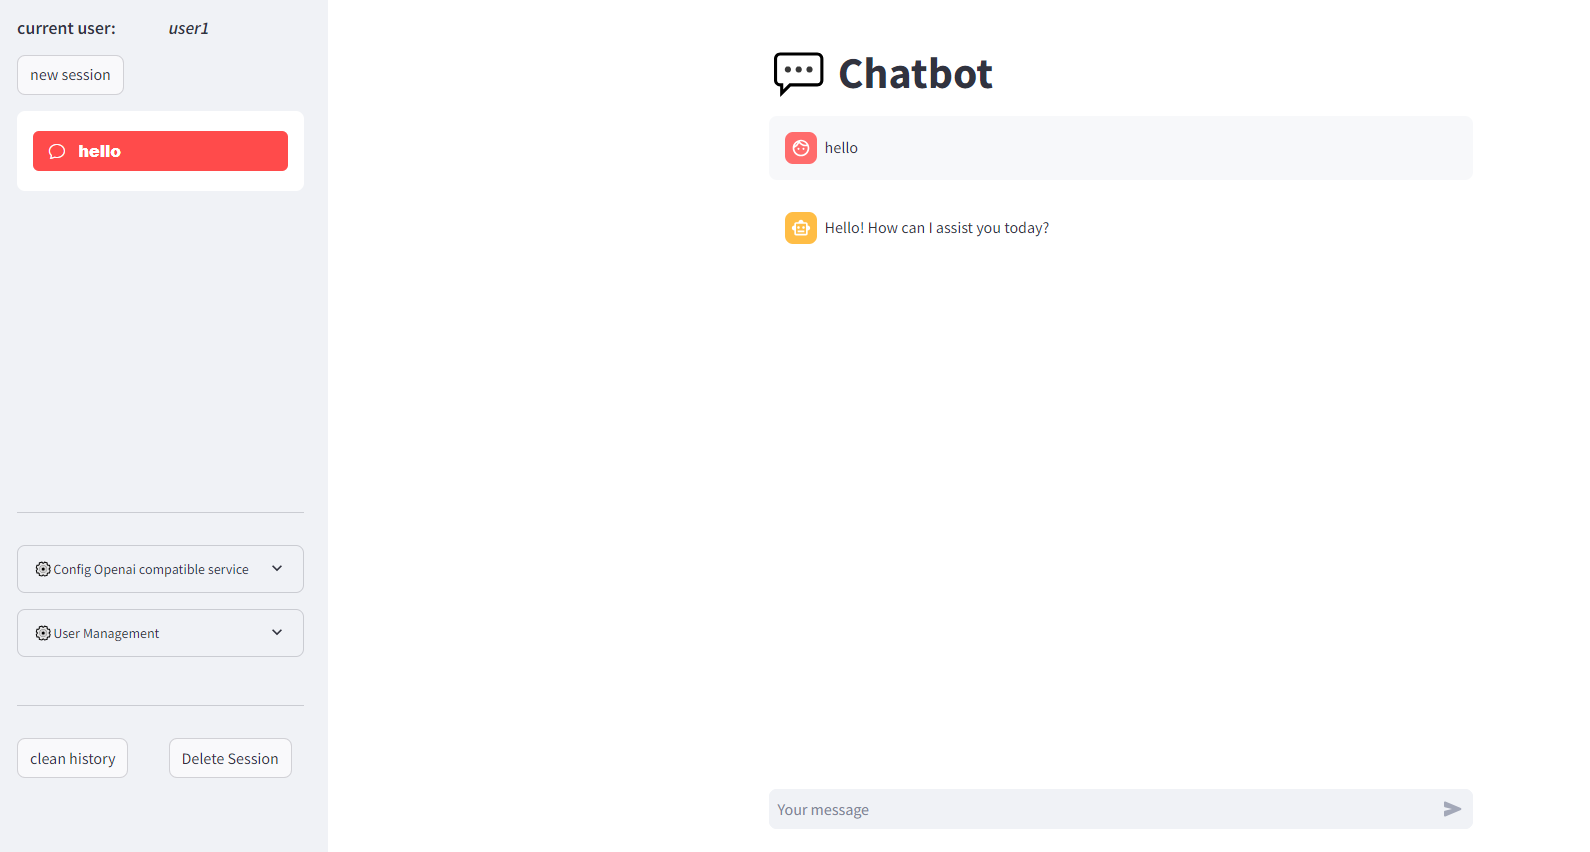 current user: user1
new session
hello
Config Openai compatible service
User Management
clean history
Delete Session
Chatbot
hello
Hello! How can I assist you today?
Your message